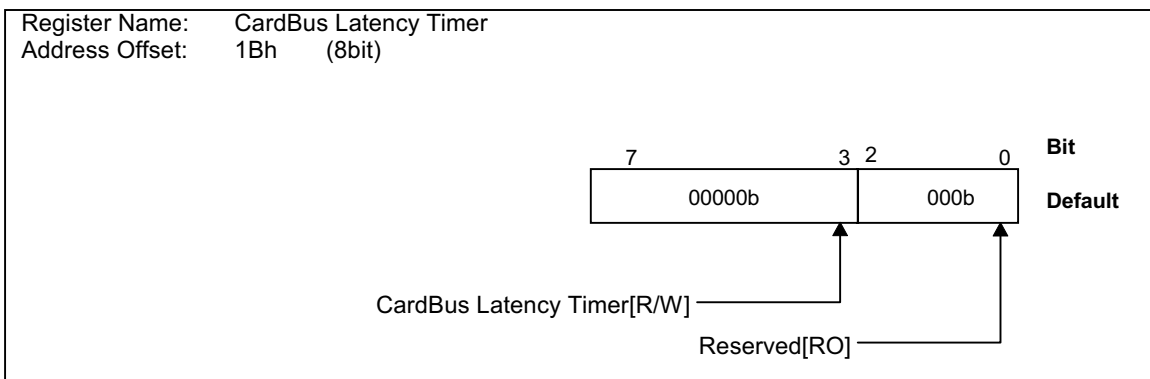 Register Name: CardBus Latency Timer
Address Offset: 1Bh (8bit)
7 3 2 0 Bit
00000b 000b Default
CardBus Latency Timer[R/W]
Reserved[RO]